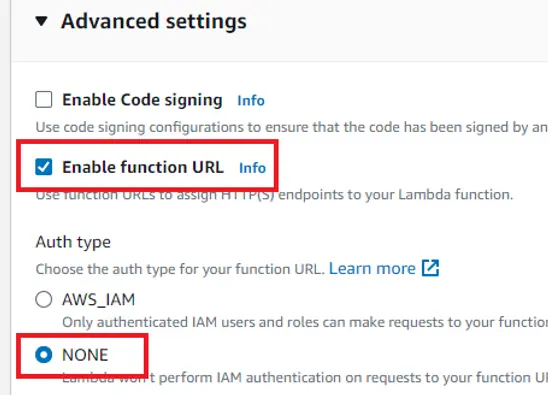 ▼ Advanced settings
Enable Code signing Info
Use code signing configurations to ensure that the code has been signed by an
Enable function URL Info
Use function URLs to assign HTTP(S) endpoints to your Lambda function.
Auth type
Choose the auth type for your function URL. Learn more
AWS_IAM
Only authenticated IAM users and roles can make requests to your function
NONE
Lambda won't perform IAM authentication on requests to your function UR